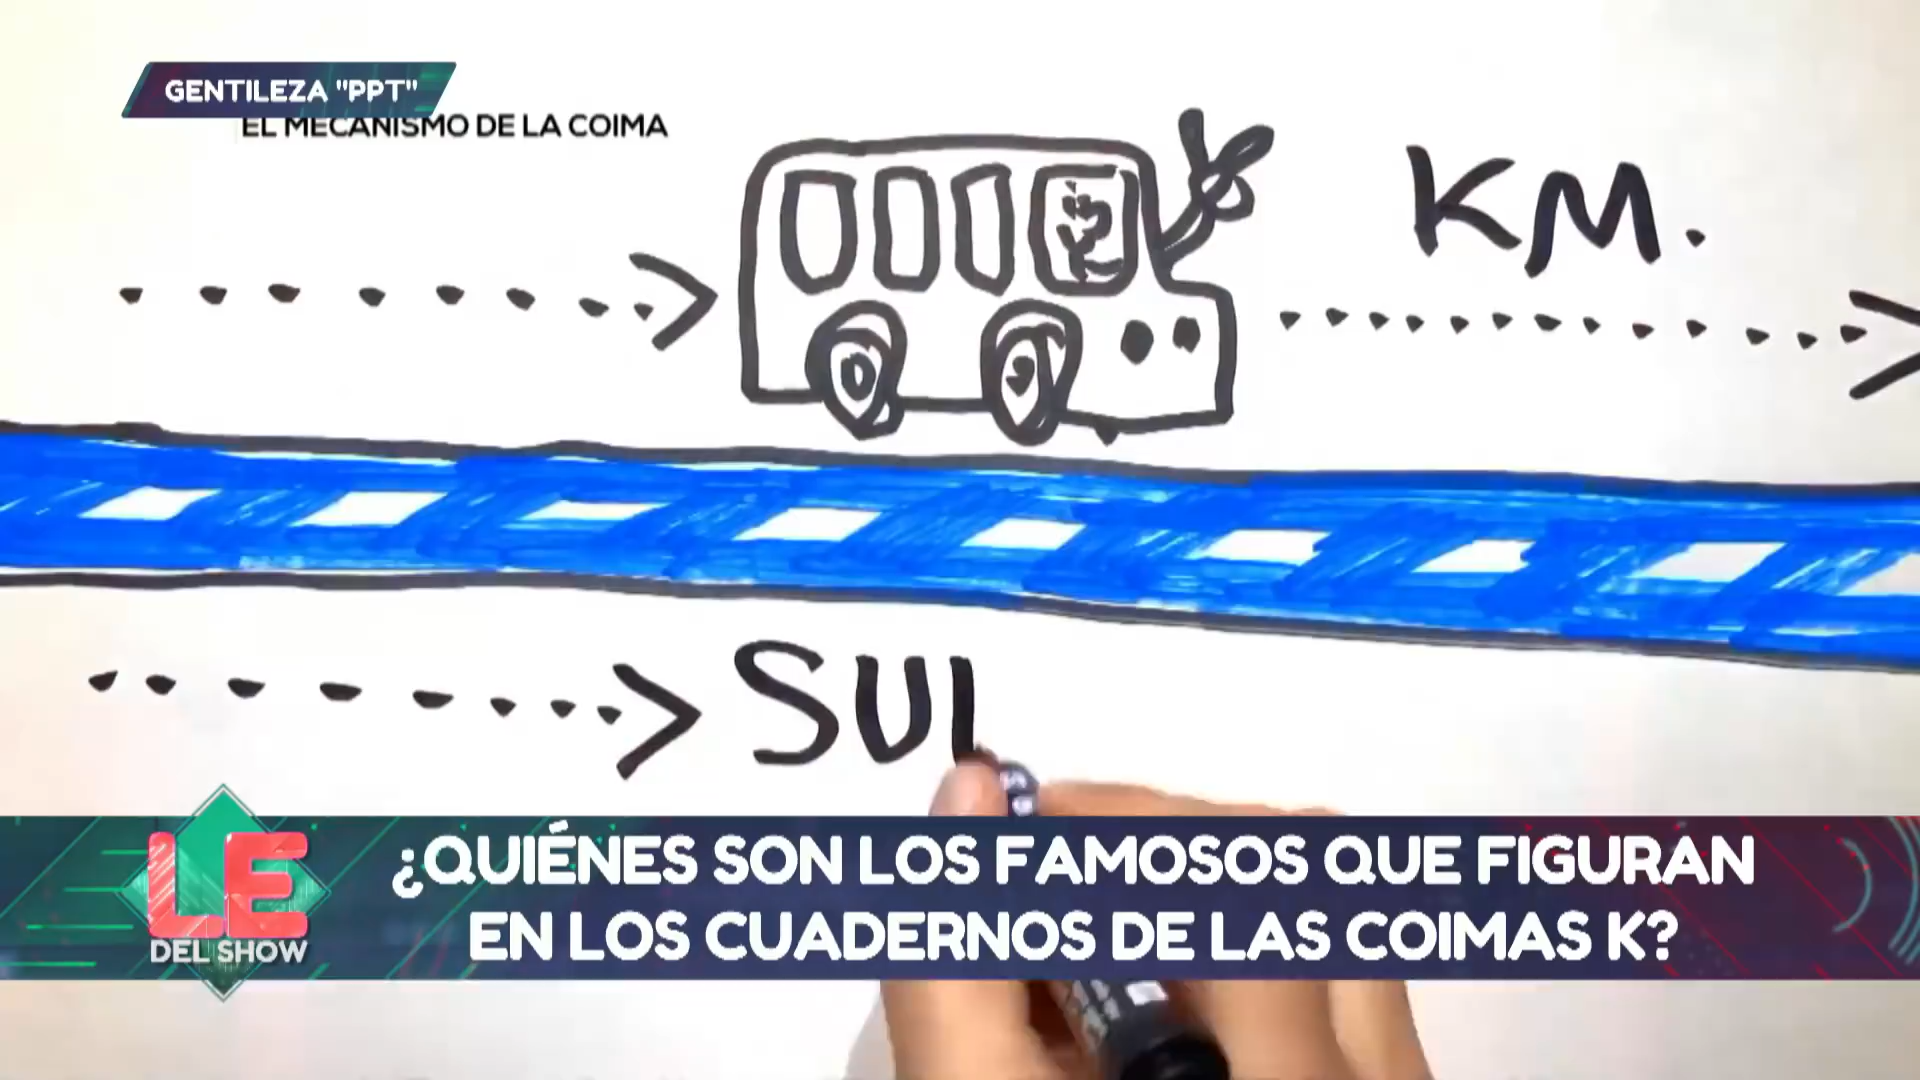 GENTILEZA "PPT"
EL MECANISMO DE LA COIMA
KM.
SUI
LE
DEL SHOW
¿QUIÉNES SON LOS FAMOSOS QUE FIGURAN
EN LOS CUADERNOS DE LAS COIMAS K?